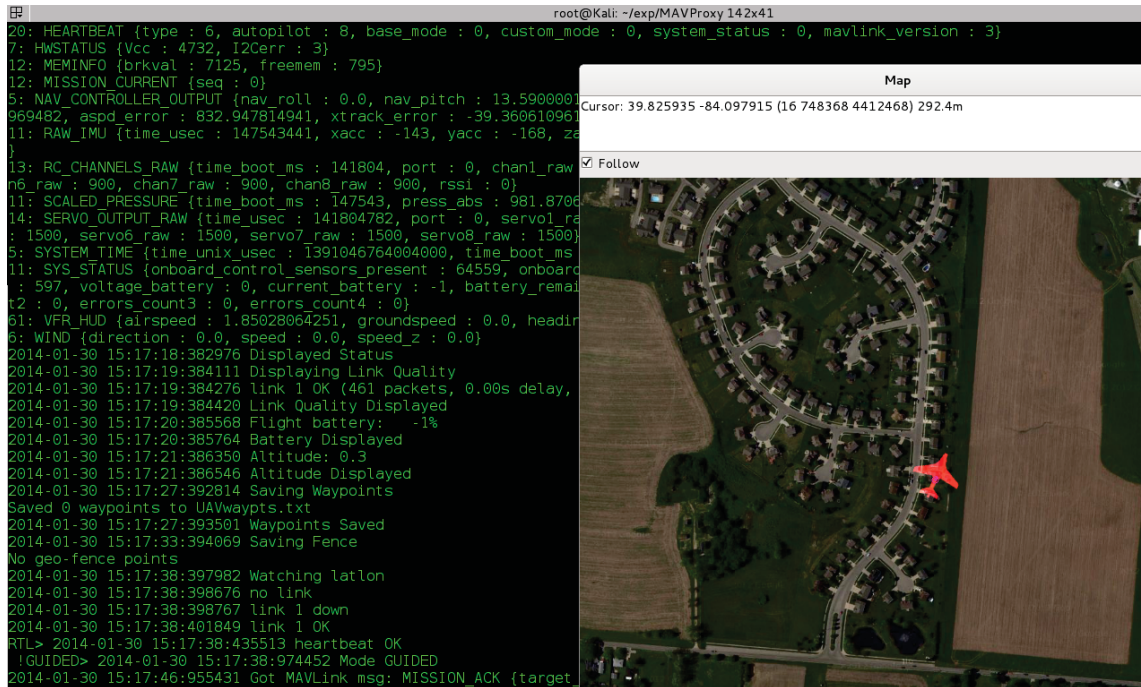 root@Kali: ~/exp/MAVProxy 142x41
20: HEARTBEAT {type : 6, autopilot : 8, base_mode : 0, custom_mode : 0, system_status : 0, mavlink_version : 3}
7: HWSTATUS {Vcc : 4732, I2Cerr : 3}
12: MEMINFO {brkval : 7125, freemem : 795}
12: MISSION_CURRENT {seq : 0}
5: NAV_CONTROLLER_OUTPUT {nav_roll : 0.0, nav_pitch : 13.5900001
969482, aspd_error : 832.947814941, xtrack_error : -39.360610961
11: RAW_IMU {time_usec : 147543441, xacc : -143, yacc : -168, za
}
13: RC_CHANNELS_RAW {time_boot_ms : 141804, port : 0, chan1_raw
n6_raw : 900, chan7_raw : 900, chan8_raw : 900, rssi : 0}
11: SCALED_PRESSURE {time_boot_ms : 147543, press_abs : 981.8706
14: SERVO_OUTPUT_RAW {time_usec : 141804782, port : 0, servo1_ra
: 1500, servo6_raw : 1500, servo7_raw : 1500, servo8_raw : 1500}
5: SYSTEM_TIME {time_unix_usec : 1391046764004000, time_boot_ms
11: SYS_STATUS {onboard_control_sensors_present : 64559, onboard
: 597, voltage_battery : 0, current_battery : -1, battery_remai
t2 : 0, errors_count3 : 0, errors_count4 : 0}
61: VFR_HUD {airspeed : 1.85028064251, groundspeed : 0.0, headin
6: WIND {direction : 0.0, speed : 0.0, speed_z : 0.0}
2014-01-30 15:17:18:382976 Displayed Status
2014-01-30 15:17:19:384111 Displaying Link Quality
2014-01-30 15:17:19:384276 link 1 OK (461 packets, 0.00s delay,
2014-01-30 15:17:19:384420 Link Quality Displayed
2014-01-30 15:17:20:385568 Flight battery:   -1%
2014-01-30 15:17:20:385764 Battery Displayed
2014-01-30 15:17:21:386350 Altitude: 0.3
2014-01-30 15:17:21:386546 Altitude Displayed
2014-01-30 15:17:27:392814 Saving Waypoints
Saved 0 waypoints to UAVwaypts.txt
2014-01-30 15:17:27:393501 Waypoints Saved
2014-01-30 15:17:33:394069 Saving Fence
No geo-fence points
2014-01-30 15:17:38:397982 Watching latlon
2014-01-30 15:17:38:398676 no link
2014-01-30 15:17:38:398767 link 1 down
2014-01-30 15:17:38:401849 link 1 OK
RTL> 2014-01-30 15:17:38:435513 heartbeat OK
!GUIDED> 2014-01-30 15:17:38:974452 Mode GUIDED
2014-01-30 15:17:46:955431 Got MAVLink msg: MISSION_ACK {target_
Map
Cursor: 39.825935 -84.097915 (16 748368 4412468) 292.4m
Follow